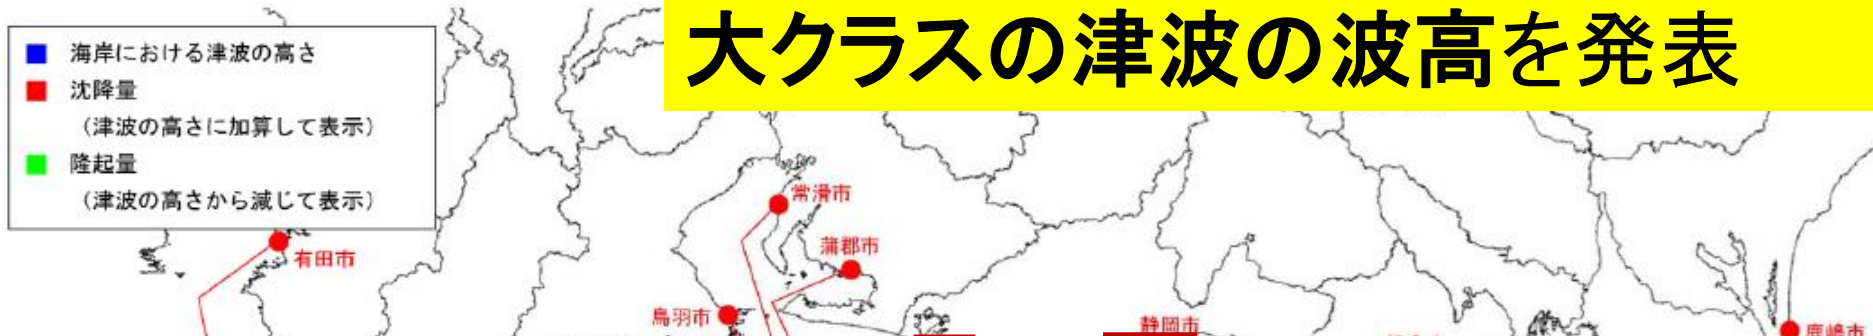 大クラスの津波の波高を発表
海岸における津波の高さ
沈降量
(津波の高さに加算して表示)
隆起量
(津波の高さから減じて表示)
常滑市
蒲郡市
有田市
鳥羽市
静岡市
鹿嶋市